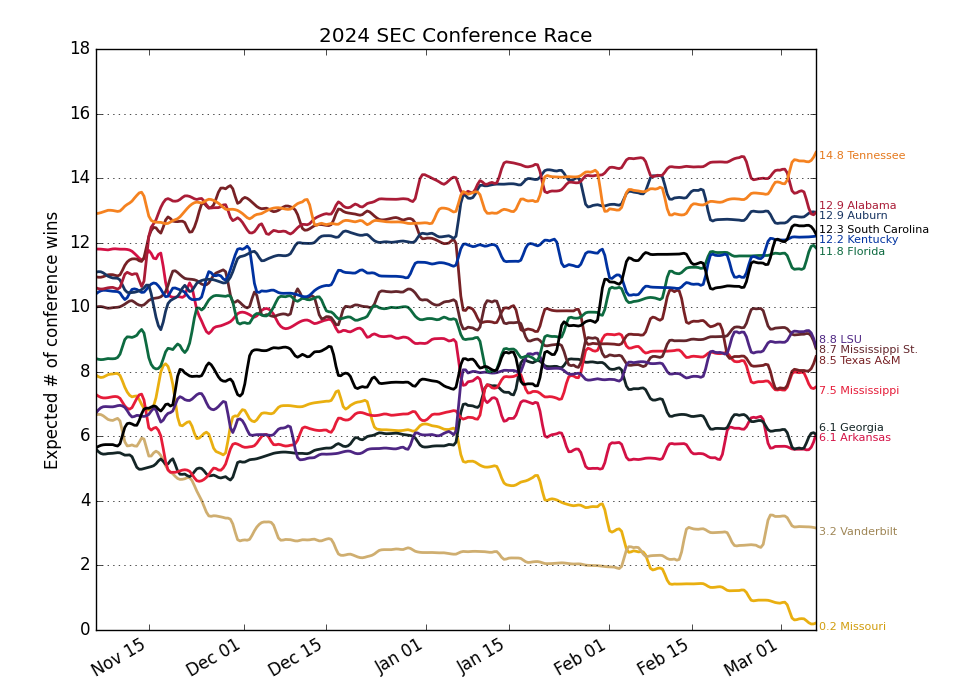 2024 SEC Conference Race
Expected # of conference wins
18
16
14
12
10
8
6
4
2
0
Nov 15
Dec 01
Dec 15
Jan 01
Jan 15
Feb 01
Feb 15
Mar 01
14.8 Tennessee
12.9 Alabama
12.9 Auburn
12.3 South Carolina
12.2 Kentucky
11.8 Florida
8.8 LSU
8.7 Mississippi St.
8.5 Texas A&M
7.5 Mississippi
6.1 Georgia
6.1 Arkansas
3.2 Vanderbilt
0.2 Missouri